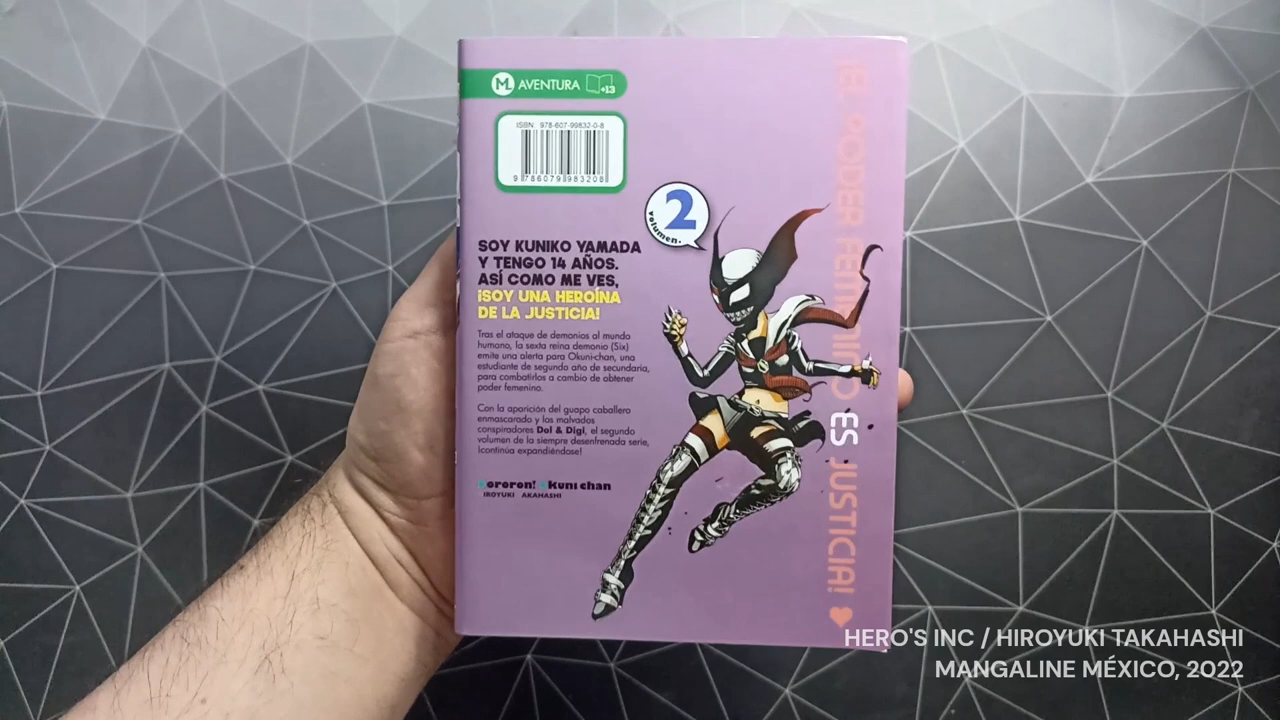 M AVENTURA +13
ISBN: 978-607-99832-0-8
9 786079 983208
2
volumen.
SOY KUNIKO YAMADA
Y TENGO 14 AÑOS.
ASÍ COMO ME VES,
¡SOY UNA HEROÍNA
DE LA JUSTICIA!
Tras el ataque de demonios al mundo
humano, la sexta reina demonio (Six)
emite una alerta para Okuni-chan, una
estudiante de segundo año de secundaria,
para combatirlos a cambio de obtener
poder femenino.
Con la aparición del guapo caballero
enmascarado y los malvados
conspiradores Dol & Digi, el segundo
volumen de la siempre desenfrenada serie,
¡continúa expandiéndose!
ororon! kuni chan
IROYUKI AKAHASHI
¡EL PODER FEMENINO ES JUSTICIA!
HERO'S INC / HIROYUKI TAKAHASHI
MANGALINE MÉXICO, 2022